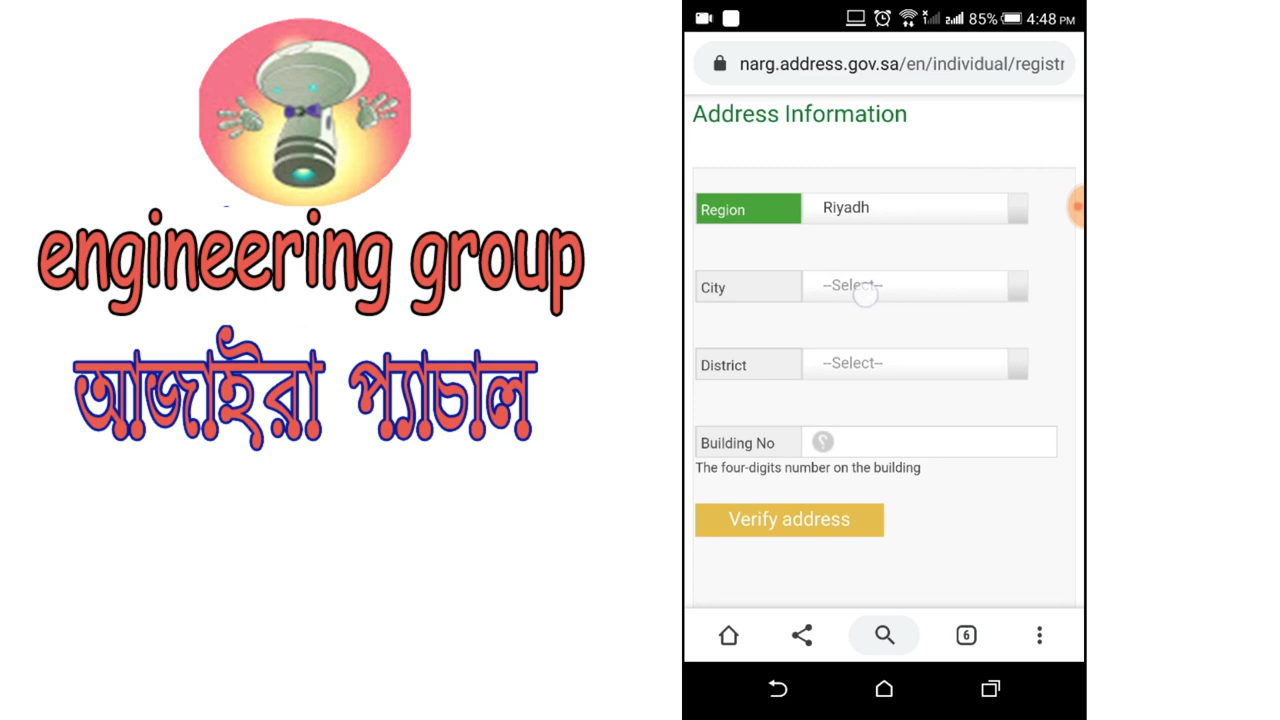 engineering group
আজাইরা প্যাচাল
85% 4:48 PM
narg.address.gov.sa/en/individual/registr
Address Information
Region Riyadh
City --Select--
District --Select--
Building No
The four-digits number on the building
Verify address
6